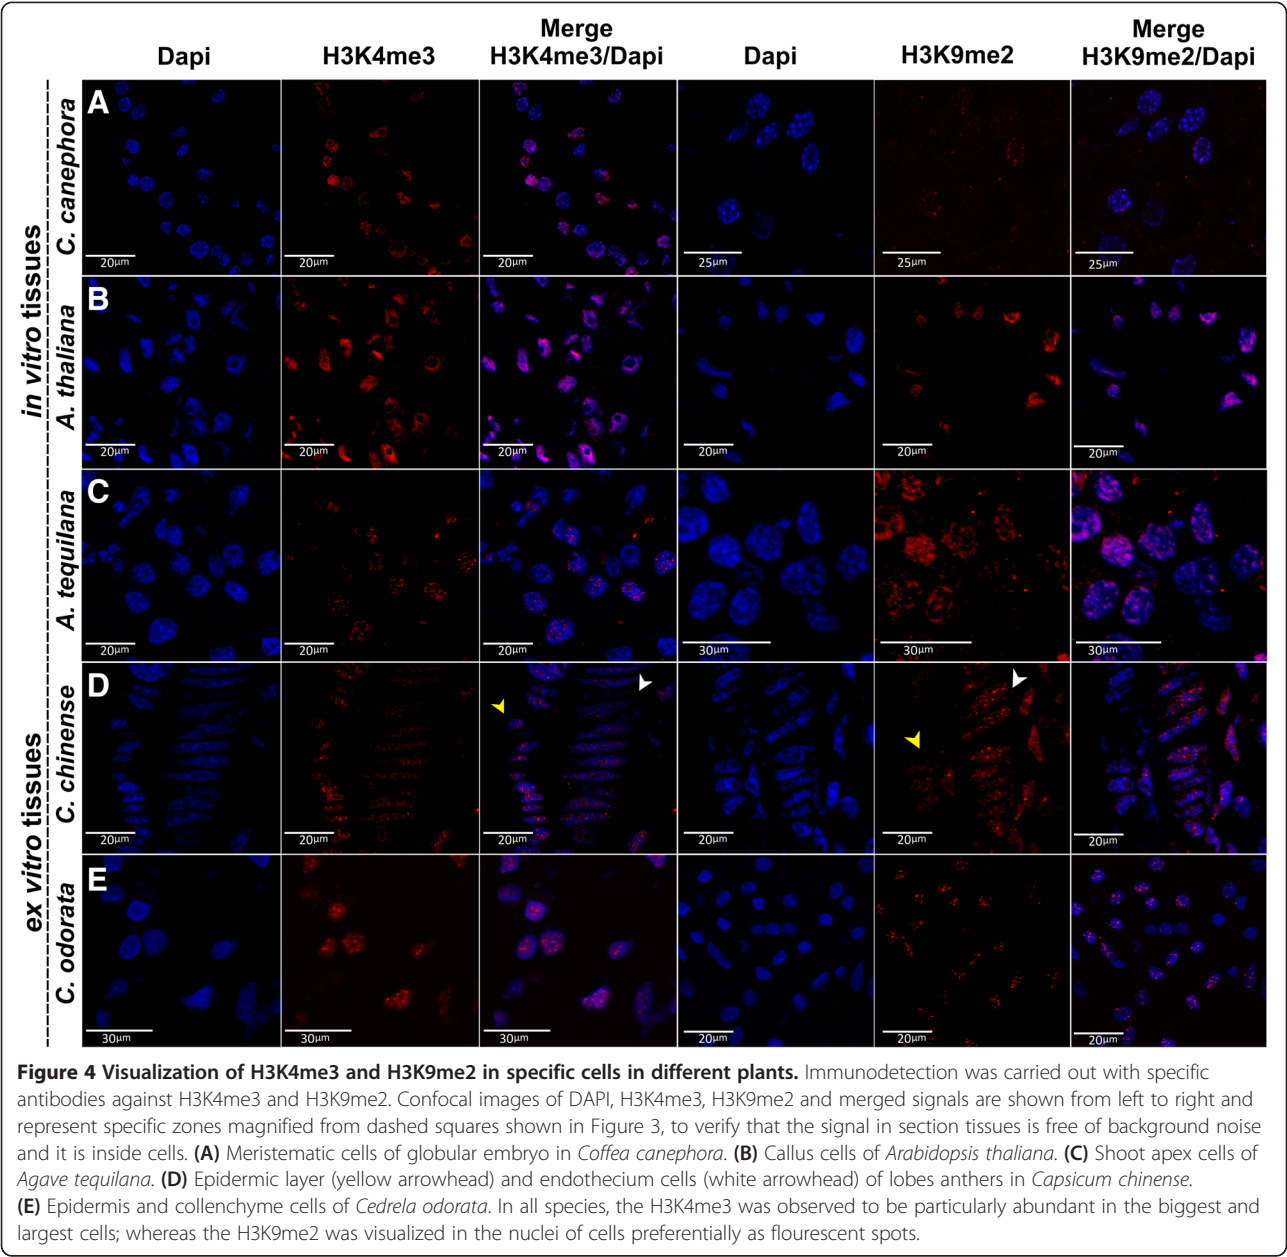 Dapi H3K4me3 Merge H3K4me3/Dapi Dapi H3K9me2 Merge H3K9me2/Dapi
in vitro tissues
ex vitro tissues
C. canephora
A 20µm 20µm 20µm 25µm 25µm 25µm
A. thaliana
B 20µm 20µm 20µm 20µm 20µm 20µm
A. tequilana
C 20µm 20µm 20µm 30µm 30µm 30µm
C. chinense
D 20µm 20µm 20µm 20µm 20µm 20µm
C. odorata
E 30µm 30µm 30µm 20µm 20µm 20µm
Figure 4 Visualization of H3K4me3 and H3K9me2 in specific cells in different plants. Immunodetection was carried out with specific
antibodies against H3K4me3 and H3K9me2. Confocal images of DAPI, H3K4me3, H3K9me2 and merged signals are shown from left to right and
represent specific zones magnified from dashed squares shown in Figure 3, to verify that the signal in section tissues is free of background noise
and it is inside cells. (A) Meristematic cells of globular embryo in Coffea canephora. (B) Callus cells of Arabidopsis thaliana. (C) Shoot apex cells of
Agave tequilana. (D) Epidermic layer (yellow arrowhead) and endothecium cells (white arrowhead) of lobes anthers in Capsicum chinense.
(E) Epidermis and collenchyme cells of Cedrela odorata. In all species, the H3K4me3 was observed to be particularly abundant in the biggest and
largest cells; whereas the H3K9me2 was visualized in the nuclei of cells preferentially as flourescent spots.